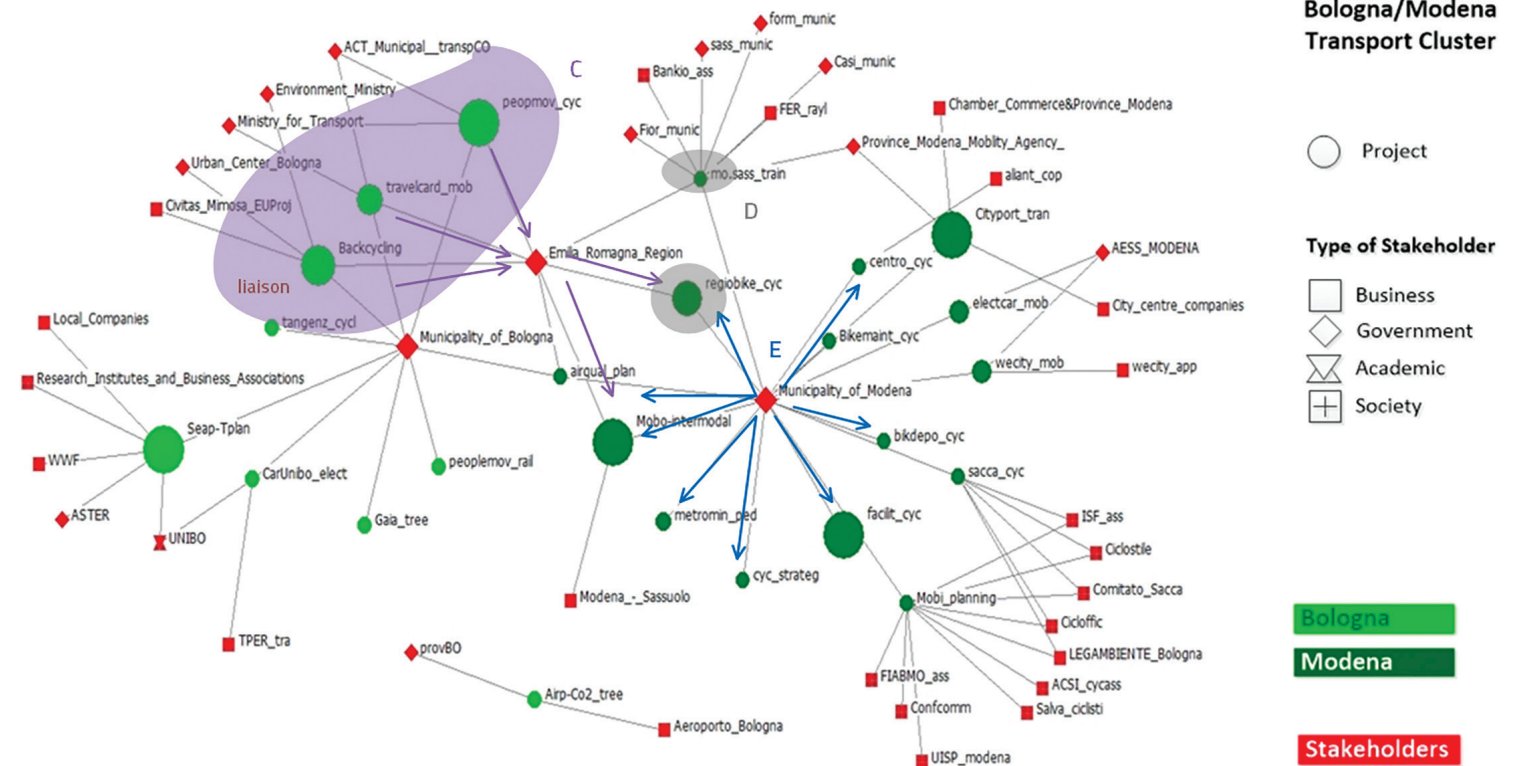 Bologna/Modena
Transport Cluster
form_munic
sass_munic
ACT_Municipal__transpCO
Casi_munic
C
Bankio_ass
Environment_Ministry
peopmov_cyc
Chamber_Commerce&Province_Modena
FER_rayl
Ministry_for_Transport
Fior_munic
Province_Modena_Moblity_Agency_
Project
Urban_Center_Bologna
mo.sass_train
aliant_cop
travelcard_mob
Civitas_Mimosa_EUProj
D
Cityport_tran
Backcycling
Emilia_Romagna_Region
AESS_MODENA
Type of Stakeholder
centro_cyc
liaison
regiobike_cyc
Business
electcar_mob
City_centre_companies
Local_Companies
tangenz_cycl
Government
Municipality_of_Bologna
Bikemaint_cyc
E
wecity_mob
wecity_app
Academic
airqual_plan
Research_Institutes_and_Business_Associations
Municipality_of_Modena
Society
Mobo-intermodal
Seap-Tplan
bkdepo_cyc
WWF
peoplemov_rail
sacca_cyc
CarUnibo_elect
ASTER
Gaia_tree
metromin_ped
facilit_cyc
ISF_ass
UNIBO
Ciclostile
cyc_strateg
Comitato_Sacca
Modena_-_Sassuolo
Mobi_planning
Bologna
Cicloffic
TPER_tra
provBO
LEGAMBIENTE_Bologna
Modena
FIABMO_ass
ACSI_cycass
Airp-Co2_tree
Confcomm
Salva_ciclisti
Aeroporto_Bologna
Stakeholders
UISP_modena